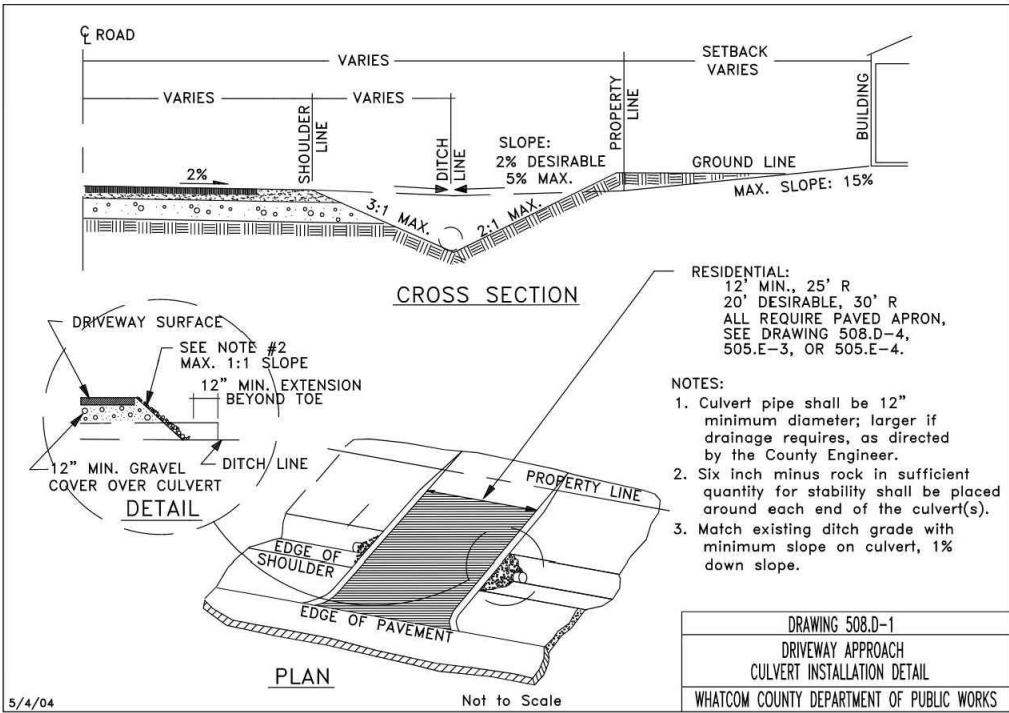 ℄ ROAD
VARIES
SETBACK
VARIES
VARIES
VARIES
SHOULDER
LINE
DITCH
LINE
PROPERTY
LINE
BUILDING
SLOPE:
2% DESIRABLE
5% MAX.
2%
GROUND LINE
MAX. SLOPE: 15%
3:1 MAX.
2:1 MAX.
CROSS SECTION
RESIDENTIAL:
12' MIN., 25' R
20' DESIRABLE, 30' R
ALL REQUIRE PAVED APRON,
SEE DRAWING 508.D-4,
505.E-3, OR 505.E-4.
DRIVEWAY SURFACE
SEE NOTE #2
MAX. 1:1 SLOPE
12" MIN. EXTENSION
BEYOND TOE
DITCH LINE
12" MIN. GRAVEL
COVER OVER CULVERT
DETAIL
PROPERTY LINE
EDGE OF
SHOULDER
EDGE OF PAVEMENT
PLAN
NOTES:
1. Culvert pipe shall be 12"
minimum diameter; larger if
drainage requires, as directed
by the County Engineer.
2. Six inch minus rock in sufficient
quantity for stability shall be placed
around each end of the culvert(s).
3. Match existing ditch grade with
minimum slope on culvert, 1%
down slope.
DRAWING 508.D-1
DRIVEWAY APPROACH
CULVERT INSTALLATION DETAIL
WHATCOM COUNTY DEPARTMENT OF PUBLIC WORKS
5/4/04
Not to Scale